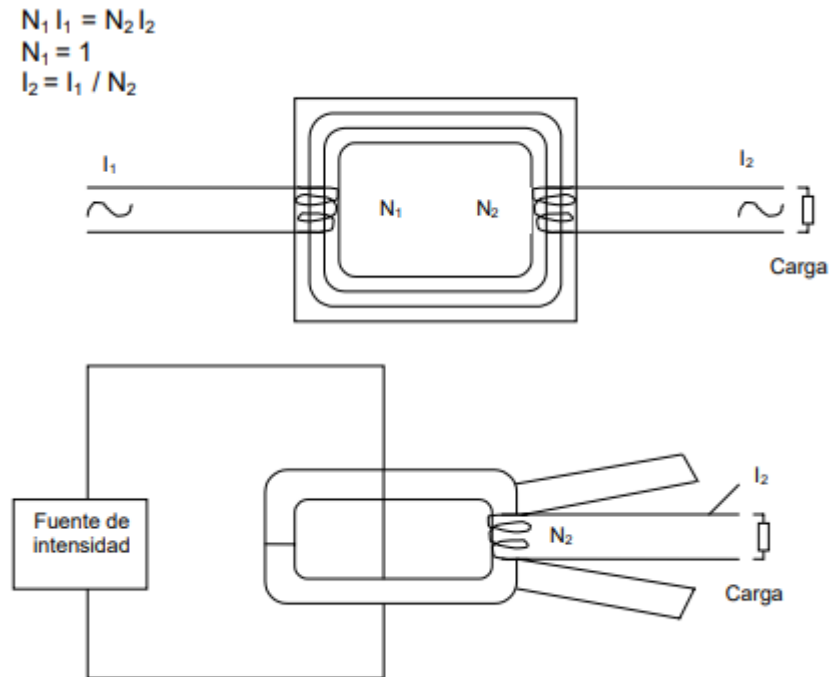 N₁ I₁ = N₂ I₂
N₁ = 1
I₂ = I₁ / N₂
I₁
I₂
N₁
N₂
Carga
Fuente de
intensidad
I₂
N₂
Carga